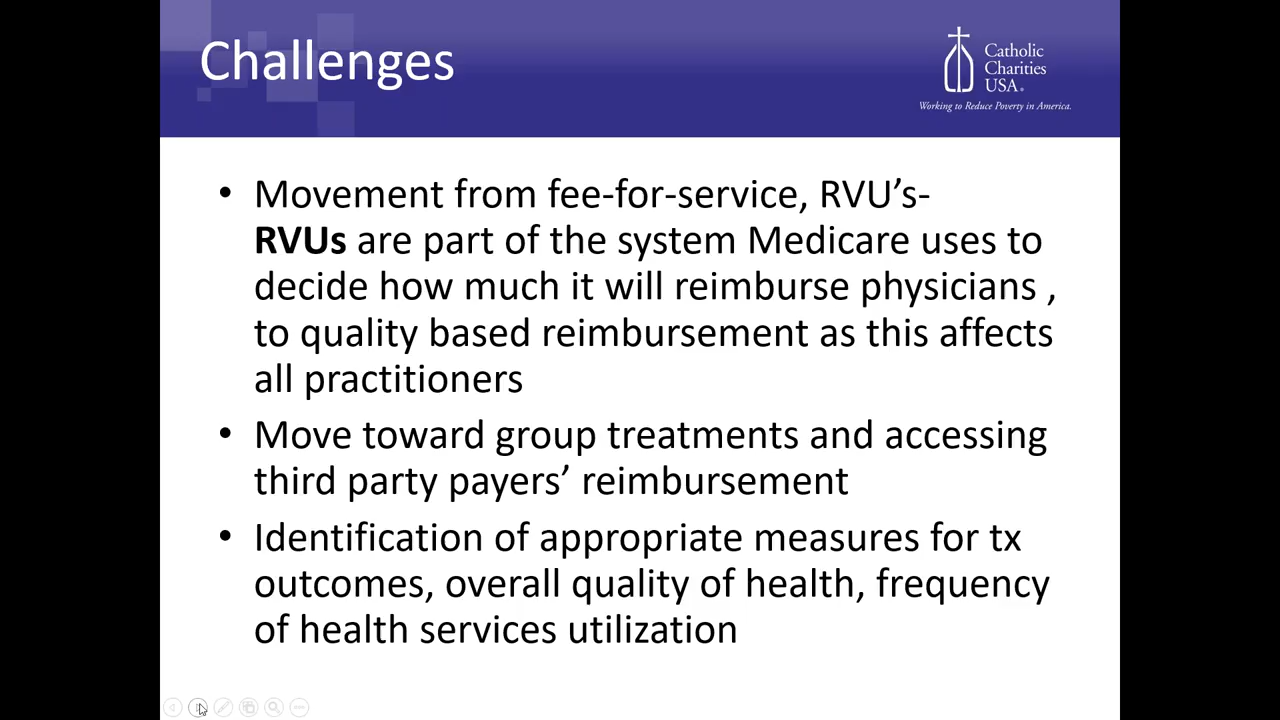 Challenges
Catholic
Charities
USA®
Working to Reduce Poverty in America.
• Movement from fee-for-service, RVU’s-
RVUs are part of the system Medicare uses to
decide how much it will reimburse physicians ,
to quality based reimbursement as this affects
all practitioners
• Move toward group treatments and accessing
third party payers’ reimbursement
• Identification of appropriate measures for tx
outcomes, overall quality of health, frequency
of health services utilization